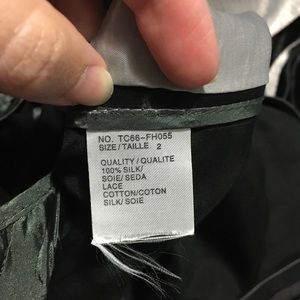 NO. TC66-FH055
SIZE/TAILLE 2
QUALITY/QUALITE
100% SILK/
SOIE/SEDA
LACE
COTTON/COTON
SILK/SOIE